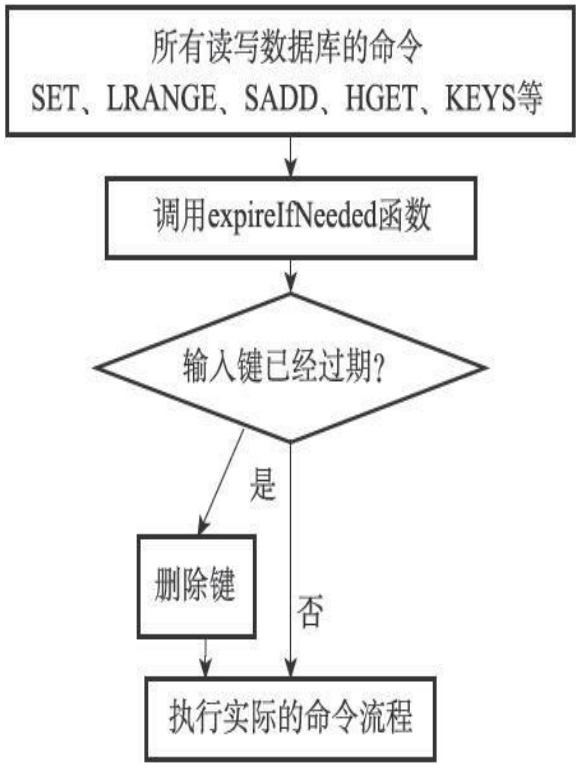 所有读写数据库的命令
SET、LRANGE、SADD、HGET、KEYS等
调用expireIfNeeded函数
输入键已经过期?
是
删除键
否
执行实际的命令流程